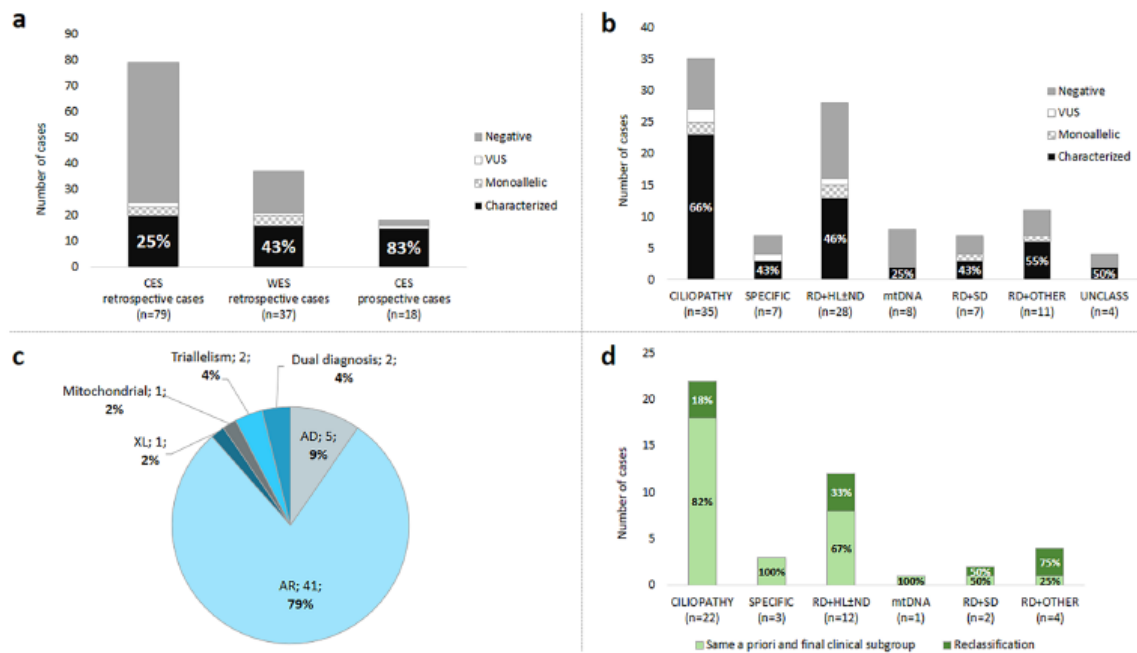 a
Number of cases
90
80
70
60
50
40
30
20
10
0
25%
43%
83%
CES
retrospective cases
(n=79)
WES
retrospective cases
(n=37)
CES
prospective cases
(n=18)
Negative
VUS
Monoallelic
Characterized
b
Number of cases
40
35
30
25
20
15
10
5
0
66%
43%
46%
25%
43%
55%
50%
CILIOPATHY
(n=35)
SPECIFIC
(n=7)
RD+HL±ND
(n=28)
mtDNA
(n=8)
RD+SD
(n=7)
RD+OTHER
(n=11)
UNCLASS
(n=4)
Negative
VUS
Monoallelic
Characterized
c
Triallelism; 2;
4%
Dual diagnosis; 2;
4%
Mitochondrial; 1;
2%
XL; 1;
2%
AD; 5;
9%
AR; 41;
79%
d
Number of cases
25
20
15
10
5
0
18%
82%
100%
33%
67%
100%
50%
50%
75%
25%
CILIOPATHY
(n=22)
SPECIFIC
(n=3)
RD+HL±ND
(n=12)
mtDNA
(n=1)
RD+SD
(n=2)
RD+OTHER
(n=4)
Same a priori and final clinical subgroup
Reclassification